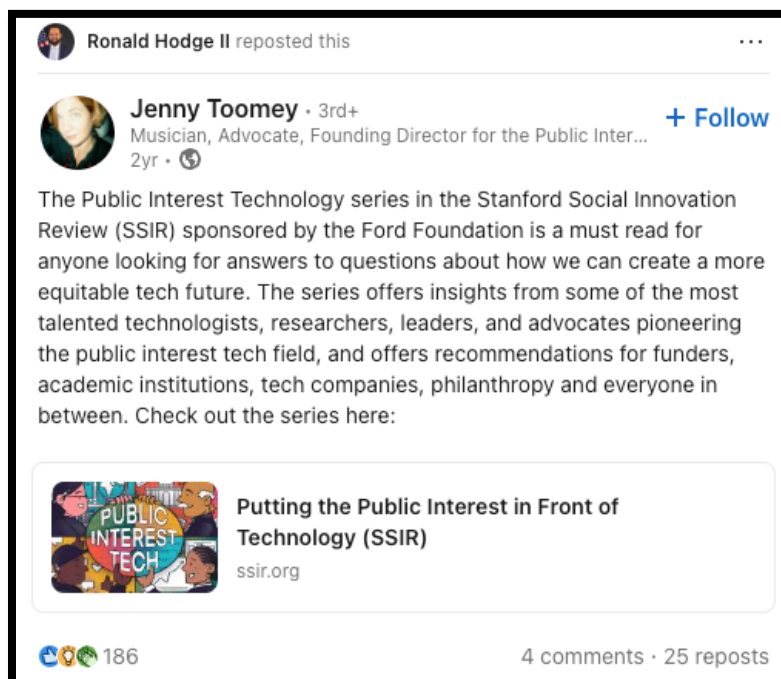 Ronald Hodge II reposted this
Jenny Toomey • 3rd+
+ Follow
Musician, Advocate, Founding Director for the Public Inter...
2yr •
The Public Interest Technology series in the Stanford Social Innovation
Review (SSIR) sponsored by the Ford Foundation is a must read for
anyone looking for answers to questions about how we can create a more
equitable tech future. The series offers insights from some of the most
talented technologists, researchers, leaders, and advocates pioneering
the public interest tech field, and offers recommendations for funders,
academic institutions, tech companies, philanthropy and everyone in
between. Check out the series here:
PUBLIC
INTEREST
TECH
Putting the Public Interest in Front of
Technology (SSIR)
ssir.org
186
4 comments · 25 reposts